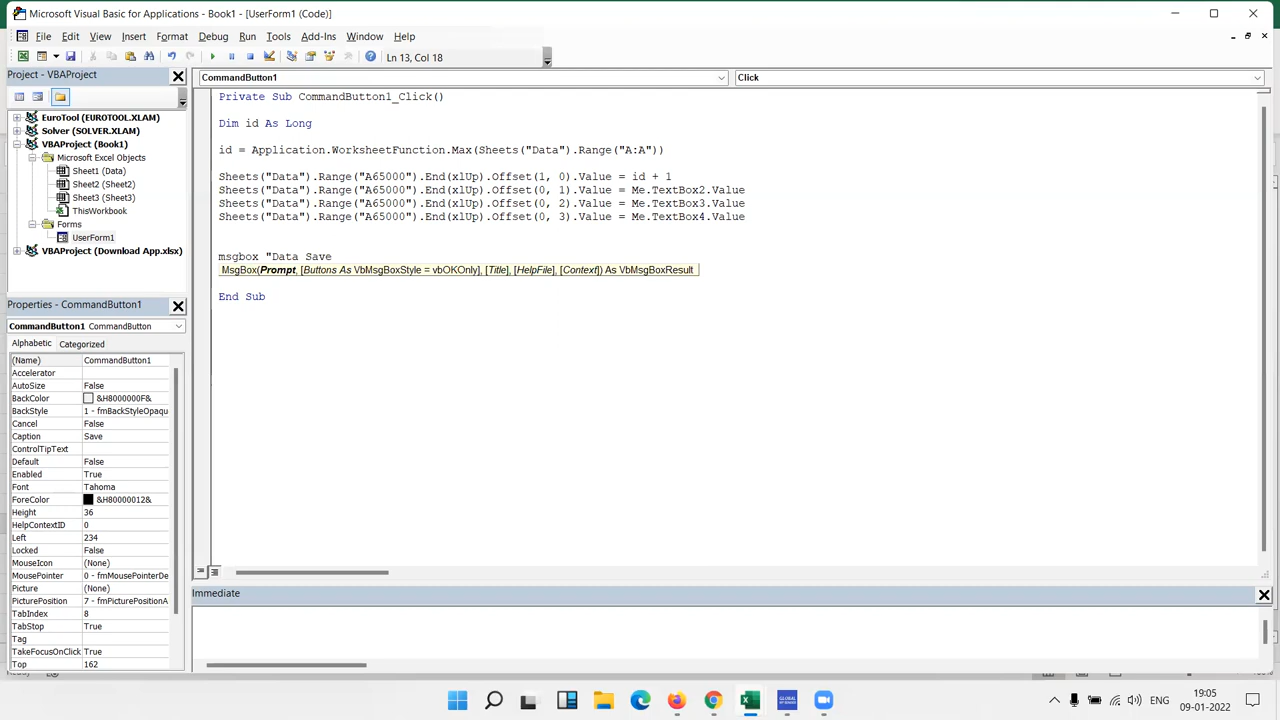 Microsoft Visual Basic for Applications - Book1 - [UserForm1 (Code)]
File Edit View Insert Format Debug Run Tools Add-Ins Window Help
Ln 13, Col 18
Project - VBAProject
CommandButton1
Click
EuroTool (EUROTOOL.XLAM)
Solver (SOLVER.XLAM)
VBAProject (Book1)
Microsoft Excel Objects
Sheet1 (Data)
Sheet2 (Sheet2)
Sheet3 (Sheet3)
ThisWorkbook
Forms
UserForm1
VBAProject (Download App.xlsx)
Private Sub CommandButton1_Click()
Dim id As Long
id = Application.WorksheetFunction.Max(Sheets("Data").Range("A:A"))
Sheets("Data").Range("A65000").End(xlUp).Offset(1, 0).Value = id + 1
Sheets("Data").Range("A65000").End(xlUp).Offset(0, 1).Value = Me.TextBox2.Value
Sheets("Data").Range("A65000").End(xlUp).Offset(0, 2).Value = Me.TextBox3.Value
Sheets("Data").Range("A65000").End(xlUp).Offset(0, 3).Value = Me.TextBox4.Value
msgbox "Data Save
MsgBox(Prompt, [Buttons As VbMsgBoxStyle = vbOKOnly], [Title], [HelpFile], [Context]) As VbMsgBoxResult
End Sub
Properties - CommandButton1
CommandButton1 CommandButton
Alphabetic Categorized
(Name) CommandButton1
Accelerator
AutoSize False
BackColor &H8000000F&
BackStyle 1 - fmBackStyleOpaqu
Cancel False
Caption Save
ControlTipText
Default False
Enabled True
Font Tahoma
ForeColor &H80000012&
Height 36
HelpContextID 0
Left 234
Locked False
MouseIcon (None)
MousePointer 0 - fmMousePointerDe
Picture (None)
PicturePosition 7 - fmPicturePositionA
TabIndex 8
TabStop True
Tag
TakeFocusOnClick True
Top 162
Immediate
ENG
19:05
09-01-2022